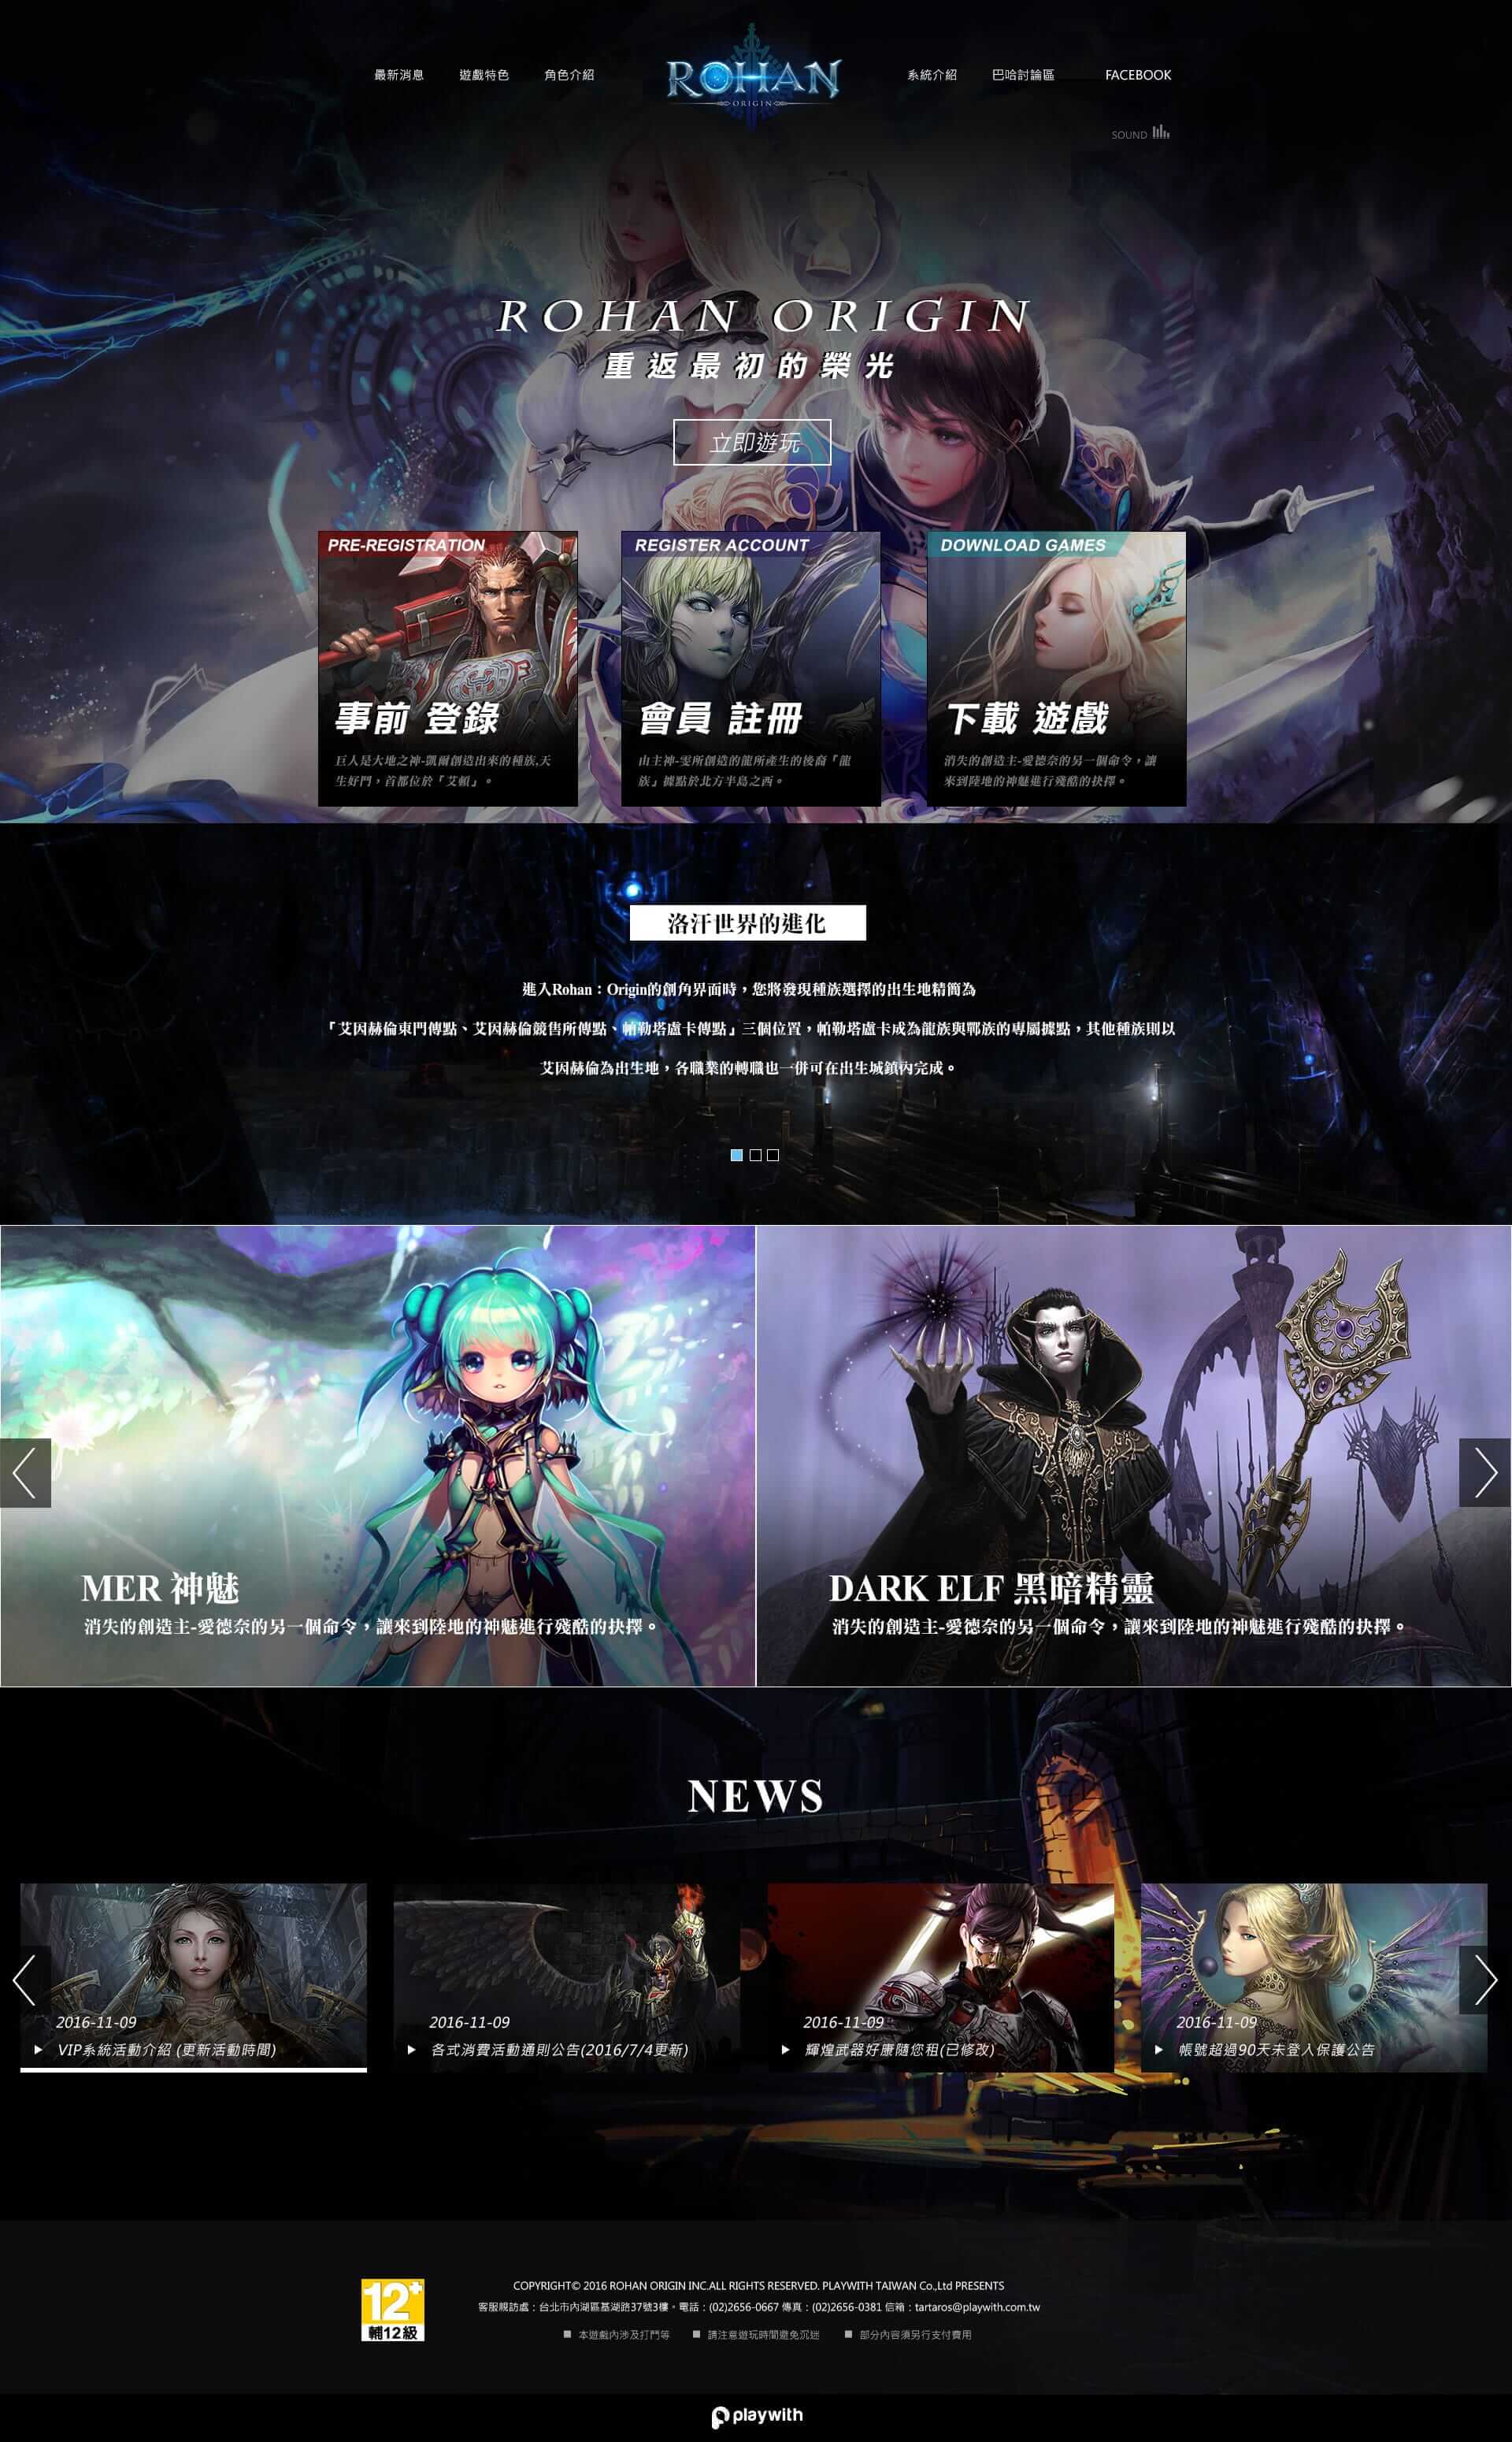 最新消息 遊戲特色 角色介紹 ROHAN 系統介紹 巴哈討論區 FACEBOOK
ORIGIN
SOUND
ROHAN ORIGIN
重返最初的榮光
立即遊玩
PRE-REGISTRATION
事前 登錄
巨人是大地之神-凱爾創造出來的種族,天
生好鬥，首都位於『艾頓』。
REGISTER ACCOUNT
會員 註冊
由主神-雯所創造的龍所產生的後裔『龍
族』據點於北方半島之西。
DOWNLOAD GAMES
下載 遊戲
消失的創造主-愛德奈的另一個命令，讓
來到陸地的神魅進行殘酷的抉擇。
洛汗世界的進化
進入Rohan：Origin的創角界面時，您將發現種族選擇的出生地精簡為
『艾因赫倫東門傳點、艾因赫倫競售所傳點、帕勒塔盧卡傳點』三個位置，帕勒塔盧卡成為龍族與鄲族的專屬據點，其他種族則以
艾因赫倫為出生地，各職業的轉職也一併可在出生城鎮內完成。
MER 神魅
消失的創造主-愛德奈的另一個命令，讓來到陸地的神魅進行殘酷的抉擇。
DARK ELF 黑暗精靈
消失的創造主-愛德奈的另一個命令，讓來到陸地的神魅進行殘酷的抉擇。
NEWS
2016-11-09
VIP系統活動介紹 (更新活動時間)
2016-11-09
各式消費活動通則公告(2016/7/4更新)
2016-11-09
輝煌武器好康隨您租(已修改)
2016-11-09
帳號超過90天未登入保護公告
12+
輔12級
COPYRIGHT© 2016 ROHAN ORIGIN INC.ALL RIGHTS RESERVED. PLAYWITH TAIWAN Co.,Ltd PRESENTS
客服親訪處：台北市內湖區基湖路37號3樓。電話：(02)2656-0667 傳真：(02)2656-0381 信箱：tartaros@playwith.com.tw
■ 本遊戲內涉及打鬥等 ■ 請注意遊玩時間避免沉迷 ■ 部分內容須另行支付費用
playwith